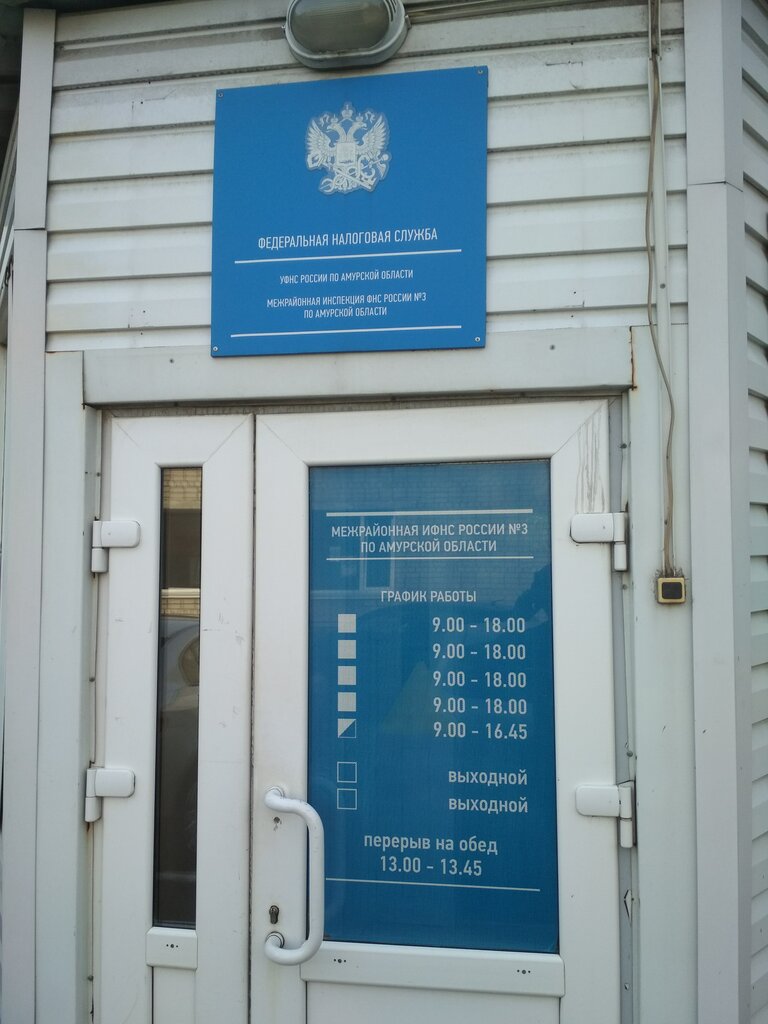 ФЕДЕРАЛЬНАЯ НАЛОГОВАЯ СЛУЖБА
УФНС РОССИИ ПО АМУРСКОЙ ОБЛАСТИ
МЕЖРАЙОННАЯ ИНСПЕКЦИЯ ФНС РОССИИ №3
ПО АМУРСКОЙ ОБЛАСТИ
МЕЖРАЙОННАЯ ИФНС РОССИИ №3
ПО АМУРСКОЙ ОБЛАСТИ
ГРАФИК РАБОТЫ
9.00 - 18.00
9.00 - 18.00
9.00 - 18.00
9.00 - 18.00
9.00 - 16.45
выходной
выходной
перерыв на обед
13.00 - 13.45